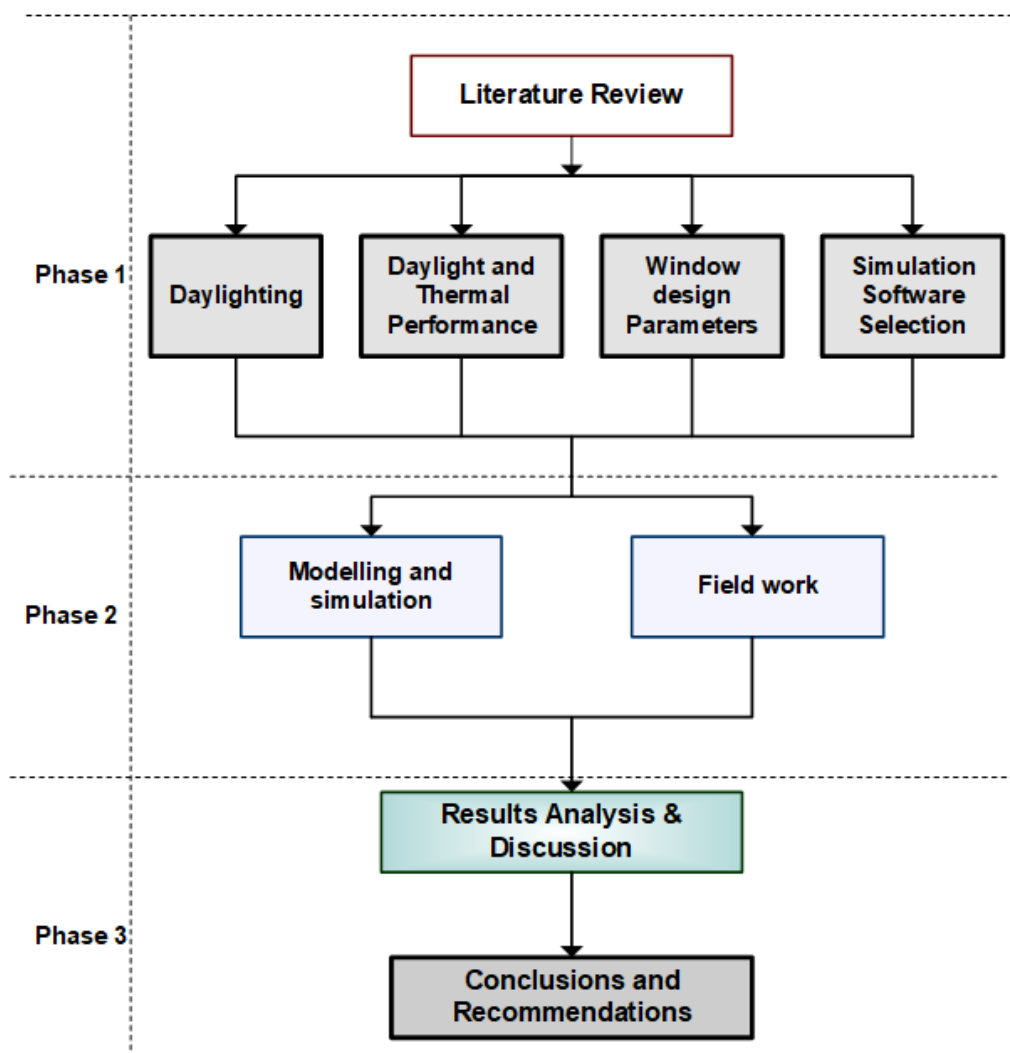 Literature Review
Phase 1
Daylighting
Daylight and
Thermal
Performance
Window
design
Parameters
Simulation
Software
Selection
Phase 2
Modelling and
simulation
Field work
Phase 3
Results Analysis &
Discussion
Conclusions and
Recommendations